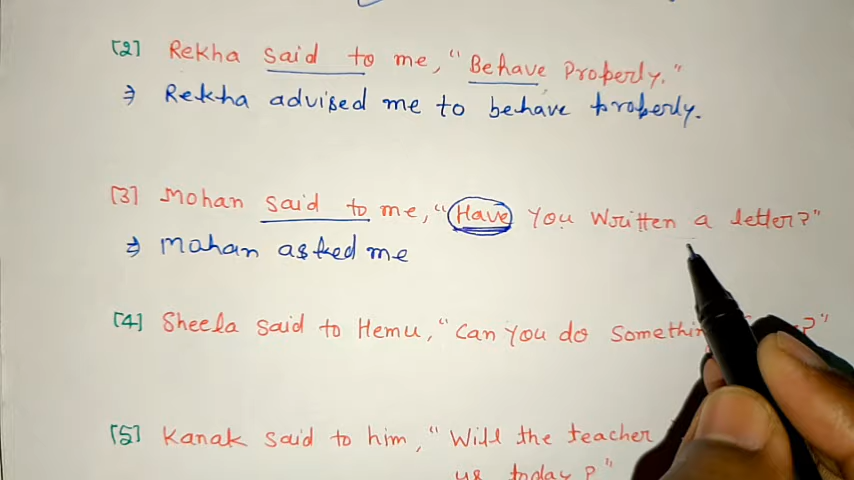 [2] Rekha said to me, "Behave Properly."
⇒ Rekha advised me to behave properly.
[3] Mohan said to me, "Have you written a letter?"
⇒ Mohan asked me
[4] Sheela said to Hemu, "Can you do ?"
[5] Kanak said to him, "Will the teacher
us today?"